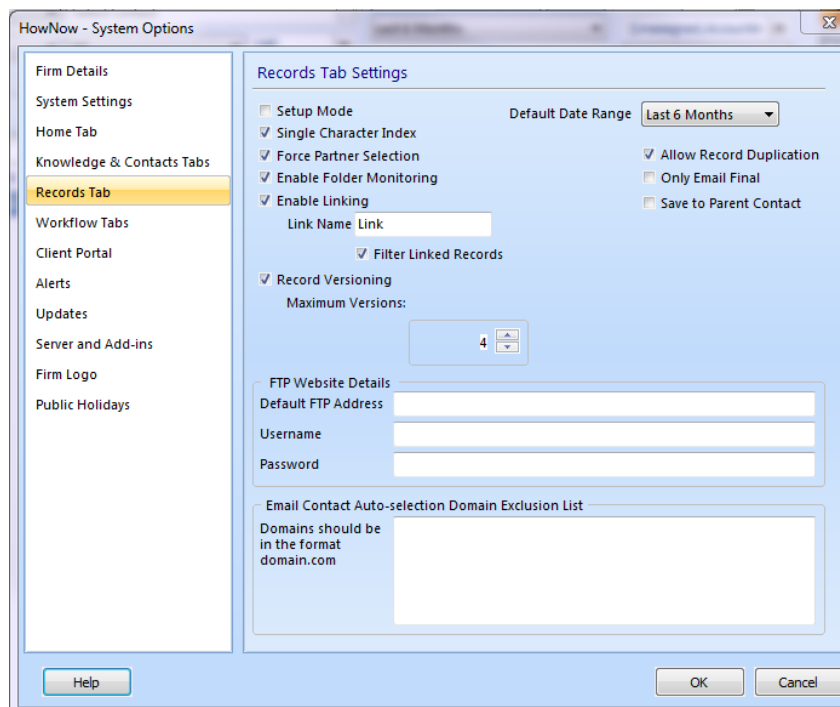 HowNow - System Options
Firm Details
System Settings
Home Tab
Knowledge & Contacts Tabs
Records Tab
Workflow Tabs
Client Portal
Alerts
Updates
Server and Add-ins
Firm Logo
Public Holidays
Records Tab Settings
Setup Mode
Default Date Range Last 6 Months
Single Character Index
Force Partner Selection
Allow Record Duplication
Enable Folder Monitoring
Only Email Final
Enable Linking
Save to Parent Contact
Link Name Link
Filter Linked Records
Record Versioning
Maximum Versions:
4
FTP Website Details
Default FTP Address
Username
Password
Email Contact Auto-selection Domain Exclusion List
Domains should be
in the format
domain.com
Help
OK
Cancel